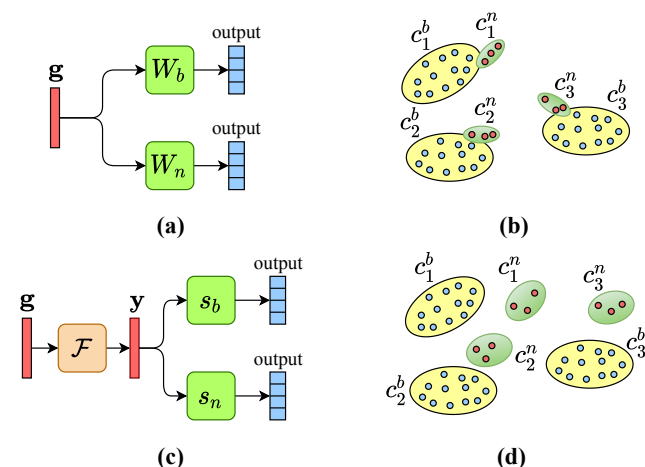 g
W_b
output
W_n
output
(a)
c_1^b
c_1^n
c_2^b
c_2^n
c_3^n
c_3^b
(b)
g
F
y
s_b
output
s_n
output
(c)
c_1^b
c_1^n
c_3^n
c_2^n
c_3^b
c_2^b
(d)